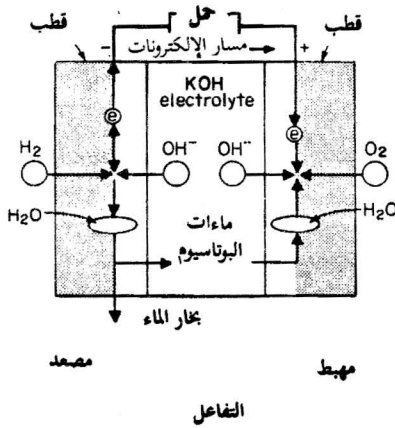 حمل
قطب
قطب
− مسار الإلكترونات +
KOH
electrolyte
e
e
H2
OH−
OH−
O2
H2O
H2O
ماءات
البوتاسيوم
بخار الماء
مصعد
مهبط
التفاعل